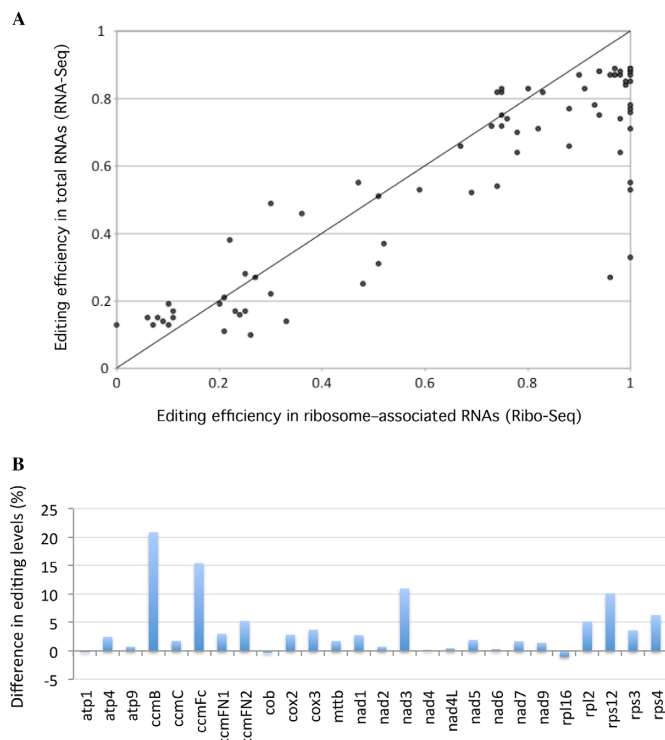 A
Editing efficiency in total RNAs (RNA-Seq)
1
0.8
0.6
0.4
0.2
0
0
0.2
0.4
0.6
0.8
1
Editing efficiency in ribosome–associated RNAs (Ribo-Seq)
B
Difference in editing levels (%)
25
20
15
10
5
0
-5
atp1
atp4
atp9
ccmB
ccmC
ccmFc
ccmFN1
ccmFN2
cob
cox2
cox3
mttb
nad1
nad2
nad3
nad4
nad4L
nad5
nad6
nad7
nad9
rpl16
rpl2
rps12
rps3
rps4